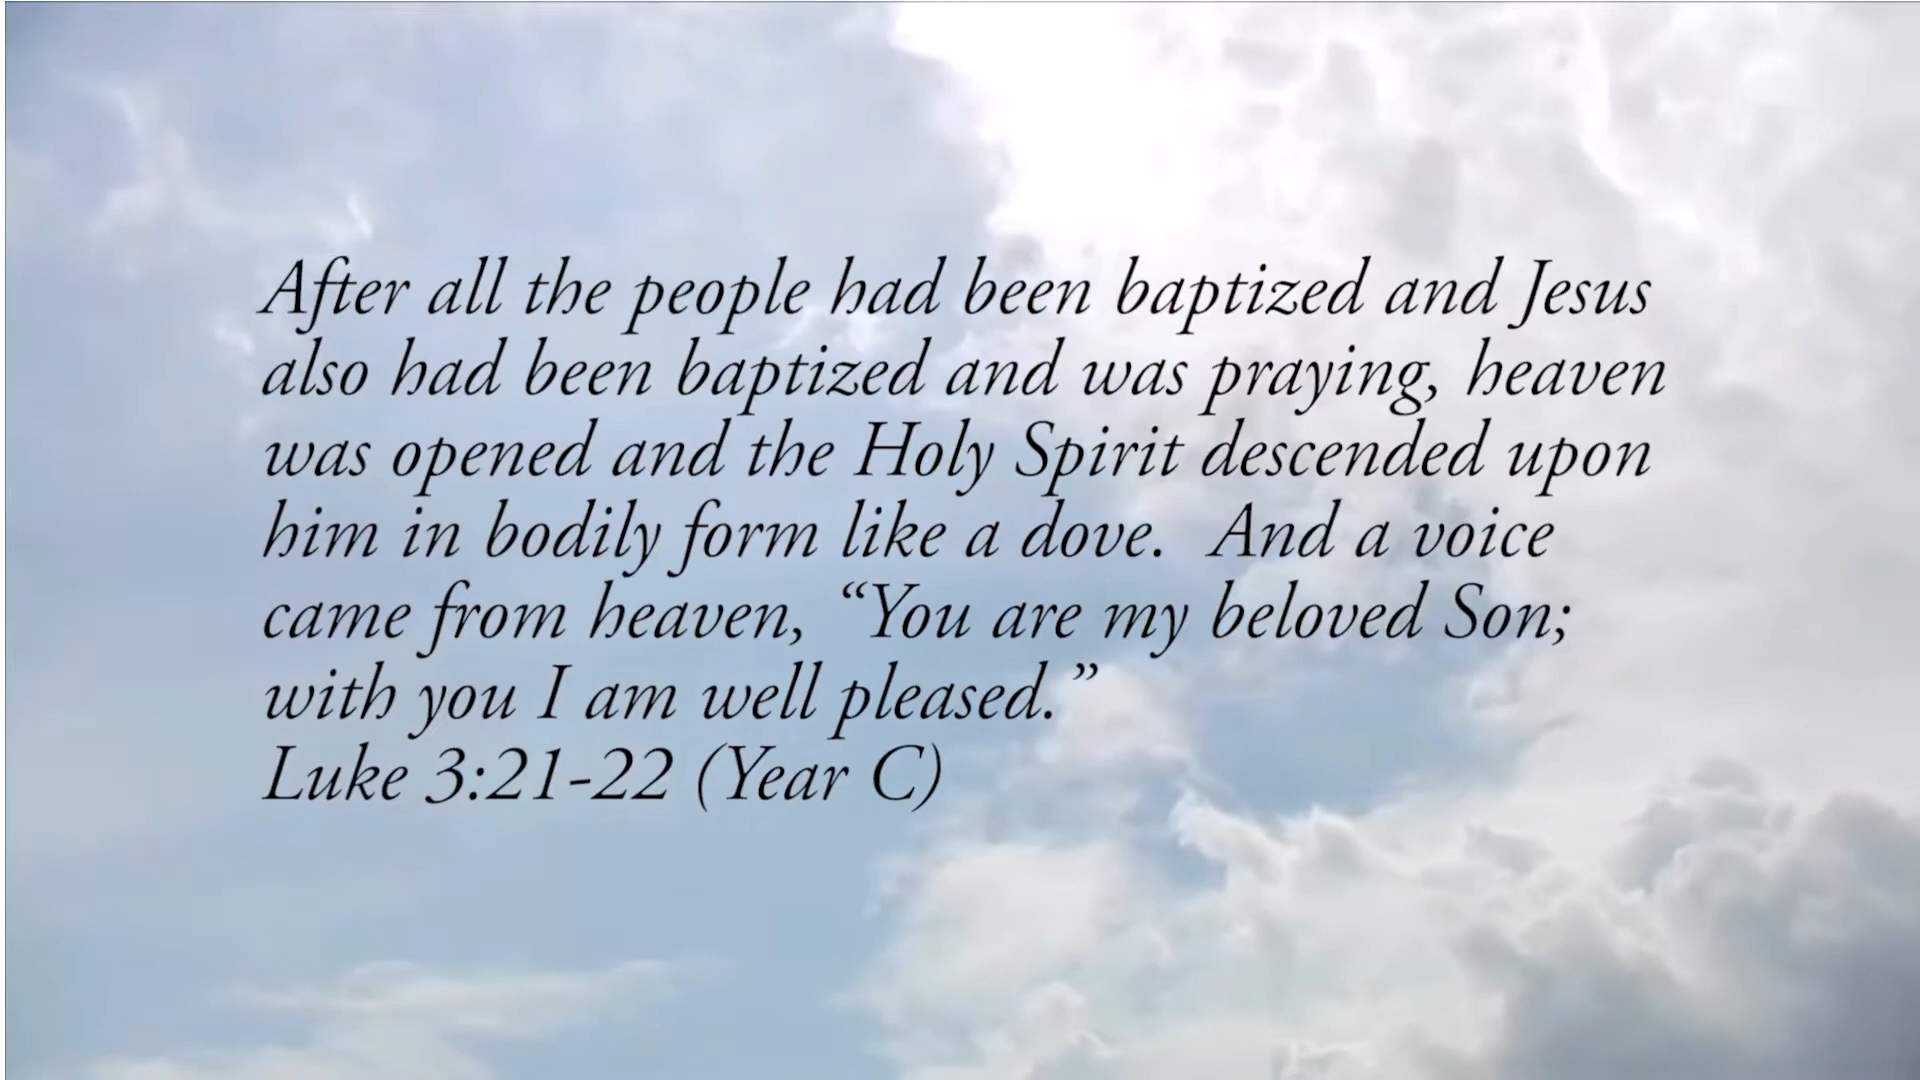 After all the people had been baptized and Jesus
also had been baptized and was praying, heaven
was opened and the Holy Spirit descended upon
him in bodily form like a dove.  And a voice
came from heaven, “You are my beloved Son;
with you I am well pleased.”
Luke 3:21-22 (Year C)